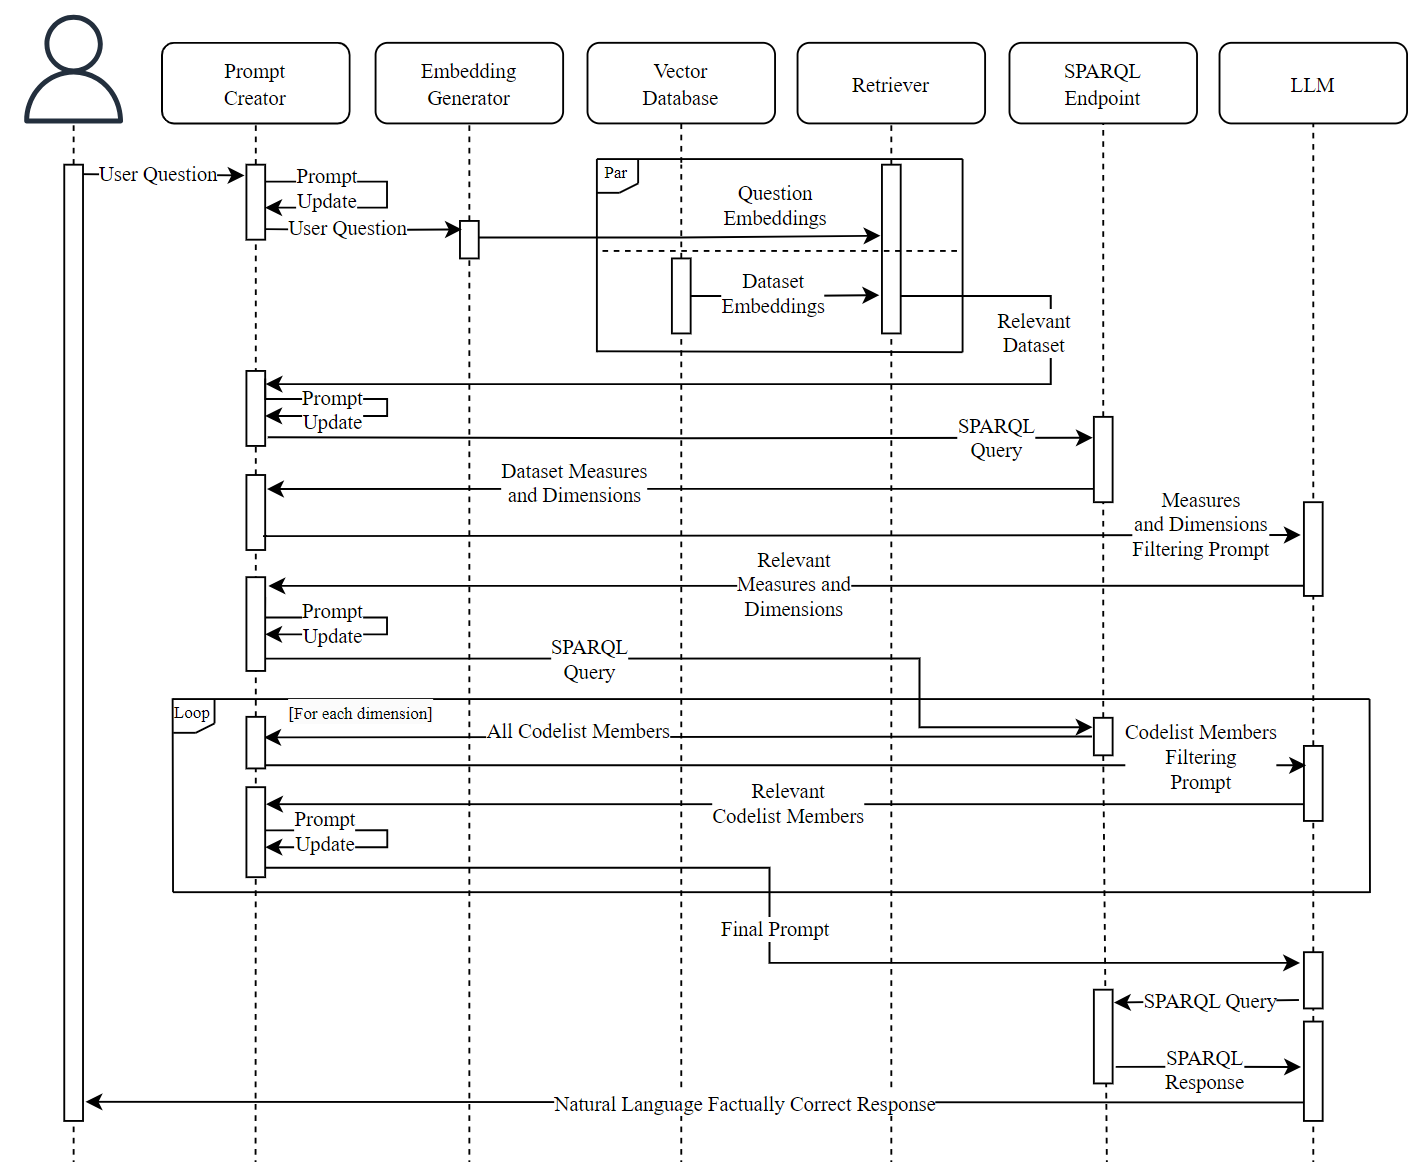 Prompt
Creator
Embedding
Generator
Vector
Database
Retriever
SPARQL
Endpoint
LLM
User Question
Prompt
Update
User Question
Par
Question
Embeddings
Dataset
Embeddings
Relevant
Dataset
Prompt
Update
SPARQL
Query
Dataset Measures
and Dimensions
Measures
and Dimensions
Filtering Prompt
Relevant
Measures and
Dimensions
Prompt
Update
SPARQL
Query
Loop
[For each dimension]
All Codelist Members
Codelist Members
Filtering
Prompt
Relevant
Codelist Members
Prompt
Update
Final Prompt
SPARQL Query
SPARQL
Response
Natural Language Factually Correct Response